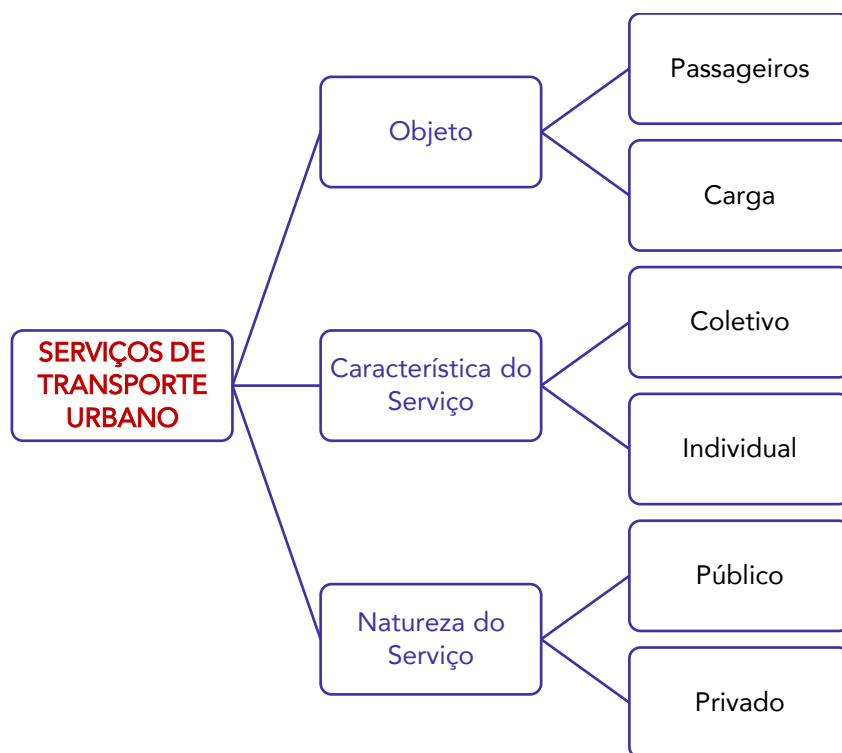 SERVIÇOS DE
TRANSPORTE
URBANO
Objeto
Passageiros
Carga
Característica do
Serviço
Coletivo
Individual
Natureza do
Serviço
Público
Privado